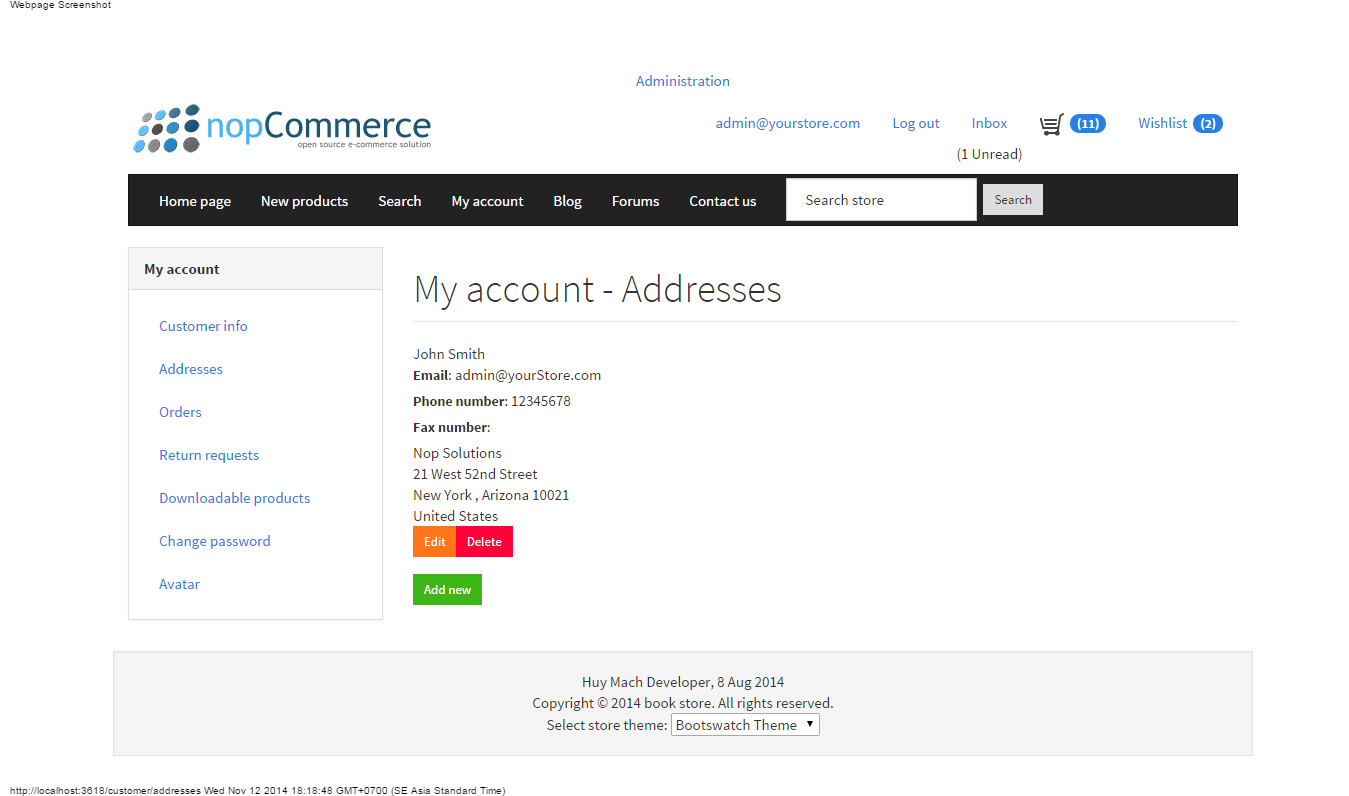 Webpage Screenshot
Administration
nopCommerce
open source e-commerce solution
admin@yourstore.com Log out Inbox (11) Wishlist (2)
(1 Unread)
Home page New products Search My account Blog Forums Contact us Search store Search
My account
Customer info
Addresses
Orders
Return requests
Downloadable products
Change password
Avatar
My account - Addresses
John Smith
Email: admin@yourStore.com
Phone number: 12345678
Fax number:
Nop Solutions
21 West 52nd Street
New York , Arizona 10021
United States
Edit Delete
Add new
Huy Mach Developer, 8 Aug 2014
Copyright © 2014 book store. All rights reserved.
Select store theme: Bootswatch Theme
http://localhost:3618/customer/addresses Wed Nov 12 2014 18:18:48 GMT+0700 (SE Asia Standard Time)